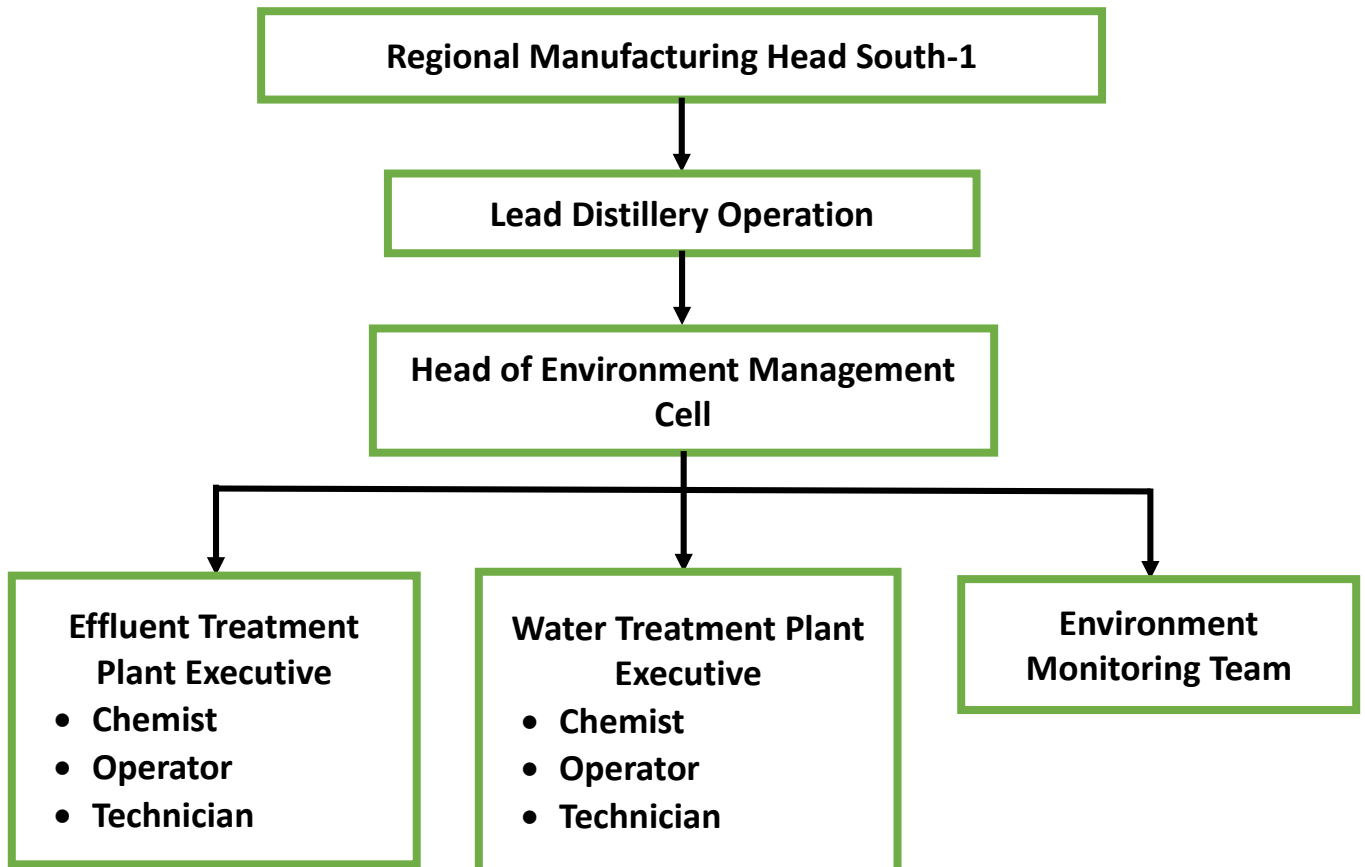 Regional Manufacturing Head South-1
Lead Distillery Operation
Head of Environment Management
Cell
Effluent Treatment
Plant Executive
• Chemist
• Operator
• Technician
Water Treatment Plant
Executive
• Chemist
• Operator
• Technician
Environment
Monitoring Team